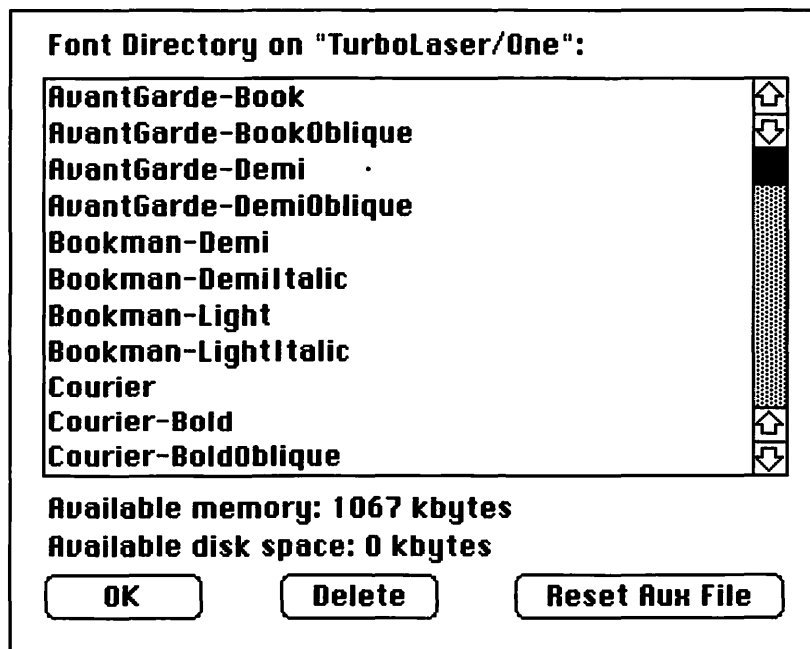 Font Directory on "TurboLaser/One":
AvantGarde-Book
AvantGarde-BookOblique
AvantGarde-Demi
AvantGarde-DemiOblique
Bookman-Demi
Bookman-DemiItalic
Bookman-Light
Bookman-LightItalic
Courier
Courier-Bold
Courier-BoldOblique
Available memory: 1067 kbytes
Available disk space: 0 kbytes
OK Delete Reset Aux File